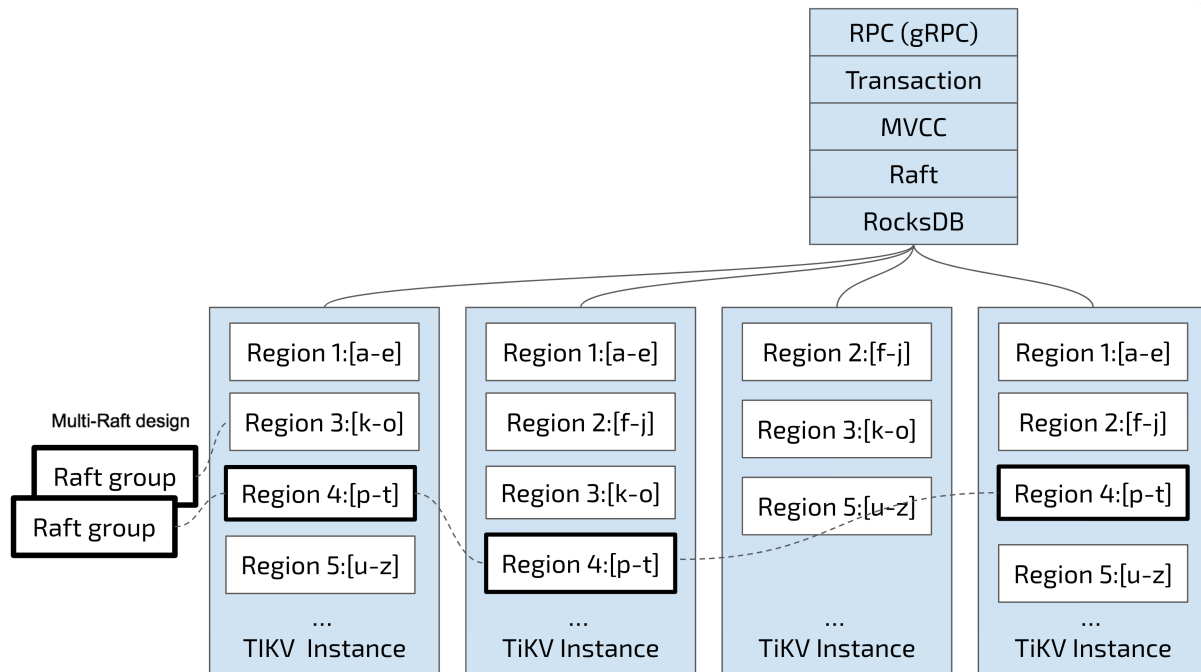 RPC (gRPC)
Transaction
MVCC
Raft
RocksDB
Multi-Raft design
Raft group
Raft group
Region 1:[a-e]
Region 3:[k-o]
Region 4:[p-t]
Region 5:[u-z]
...
TIKV Instance
Region 1:[a-e]
Region 2:[f-j]
Region 3:[k-o]
Region 4:[p-t]
...
TiKV Instance
Region 2:[f-j]
Region 3:[k-o]
Region 5:[u-z]
...
TiKV Instance
Region 1:[a-e]
Region 2:[f-j]
Region 4:[p-t]
Region 5:[u-z]
...
TiKV Instance